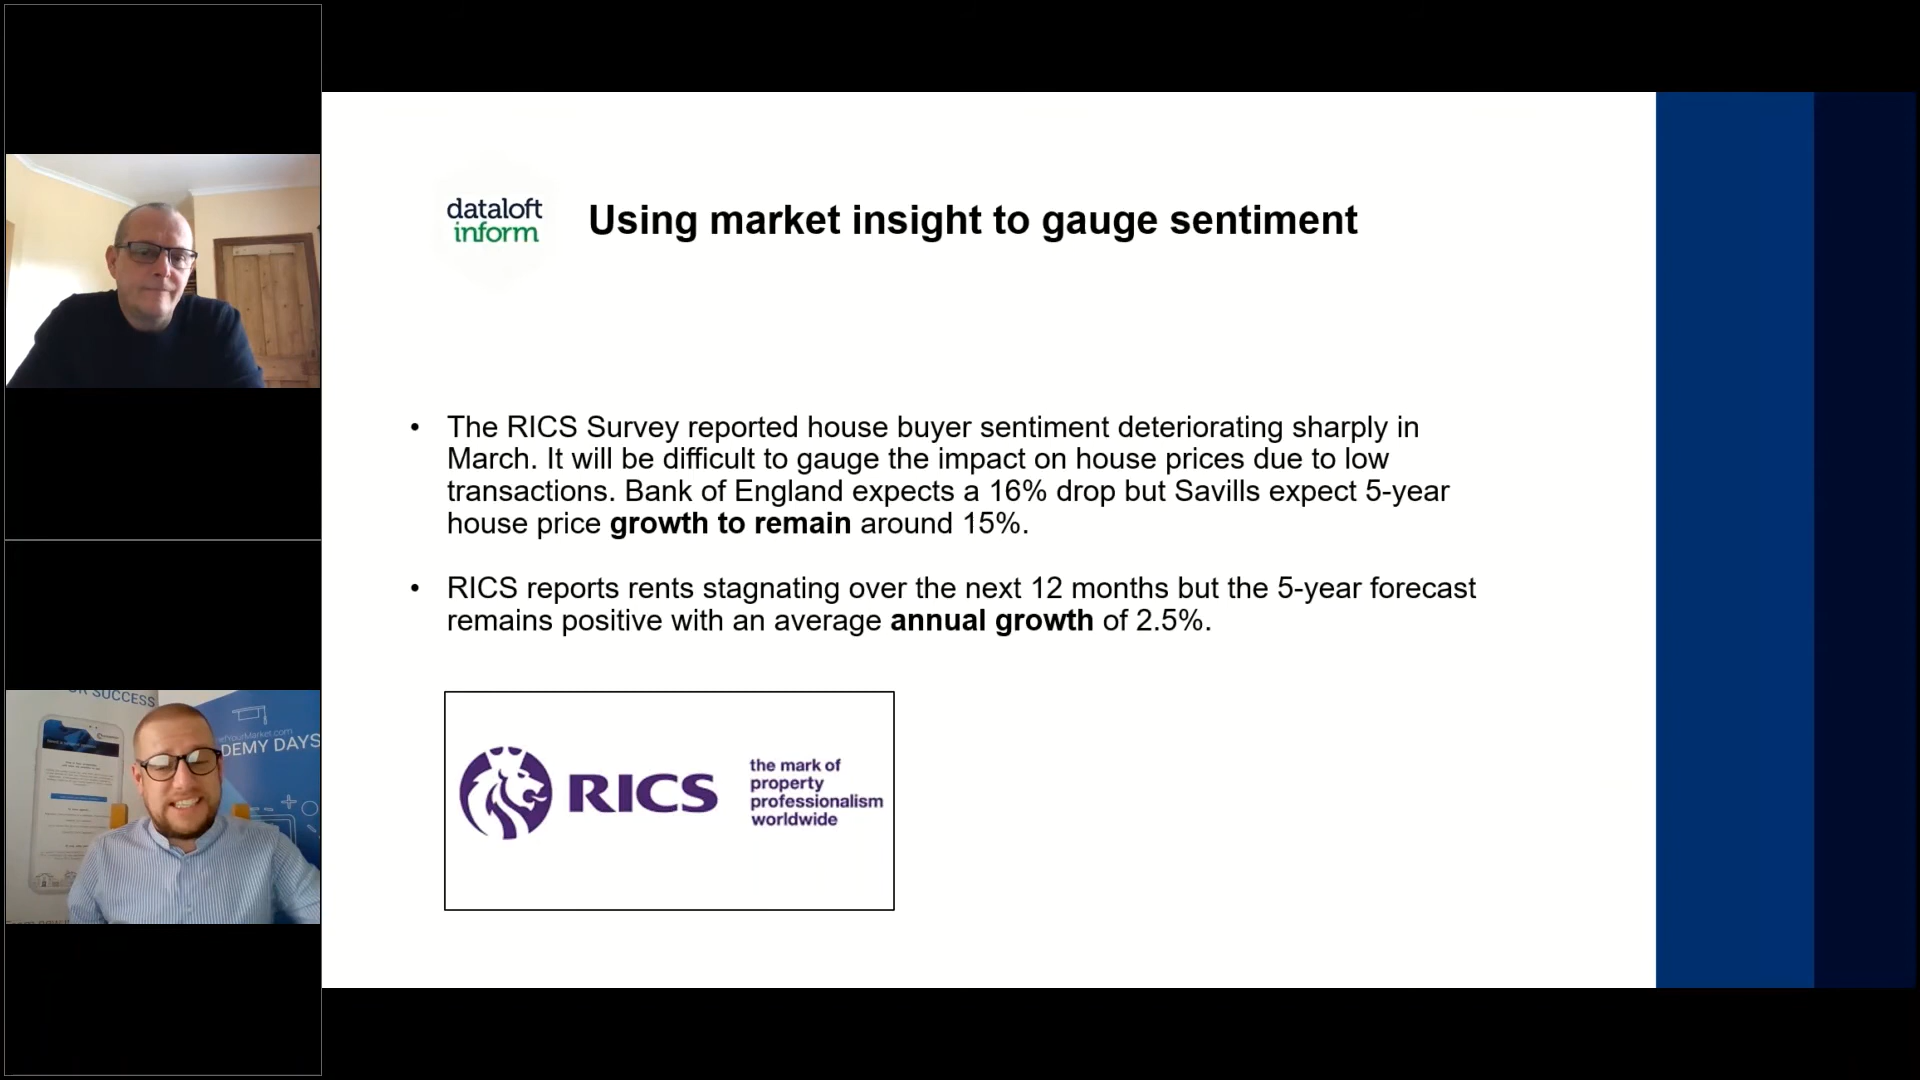 dataloft
inform
Using market insight to gauge sentiment
• The RICS Survey reported house buyer sentiment deteriorating sharply in
March. It will be difficult to gauge the impact on house prices due to low
transactions. Bank of England expects a 16% drop but Savills expect 5-year
house price growth to remain around 15%.
• RICS reports rents stagnating over the next 12 months but the 5-year forecast
remains positive with an average annual growth of 2.5%.
RICS
the mark of
property
professionalism
worldwide
SUCCESS
YourMarket.com
DEMY DAYS